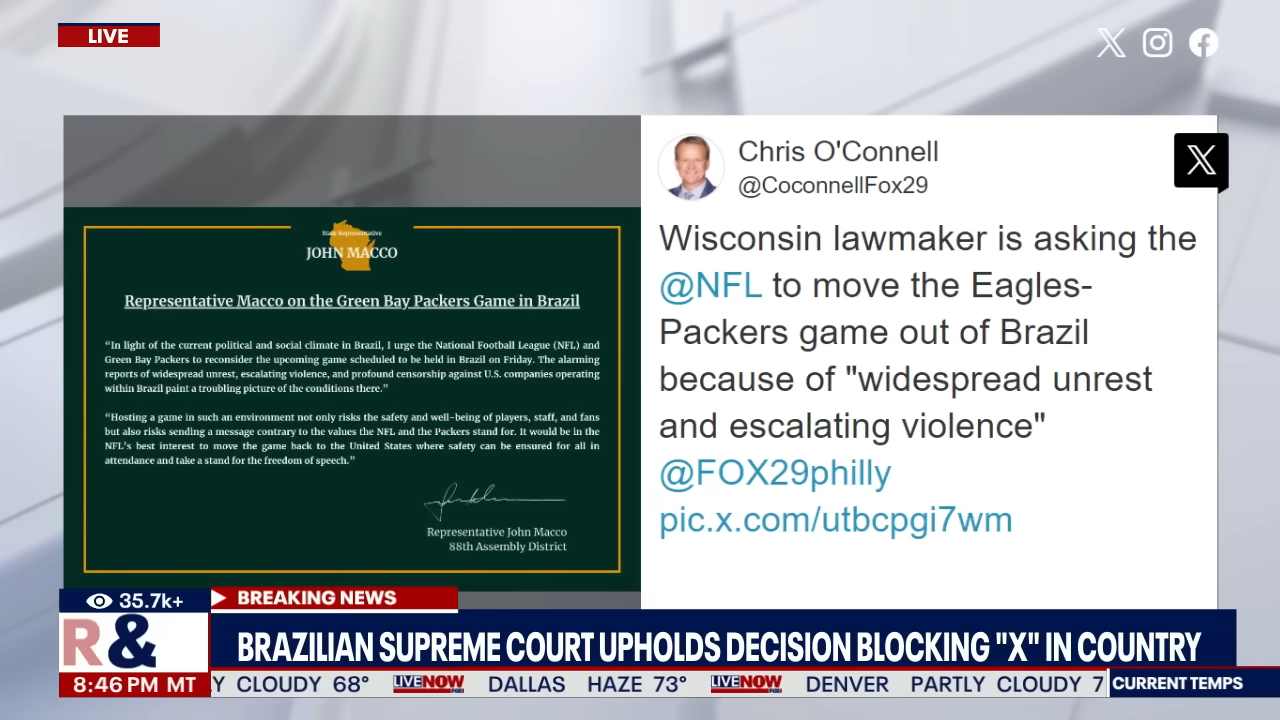 LIVE
State Representative
JOHN MACCO
Representative Macco on the Green Bay Packers Game in Brazil
“In light of the current political and social climate in Brazil, I urge the National Football League (NFL) and
Green Bay Packers to reconsider the upcoming game scheduled to be held in Brazil on Friday. The alarming
reports of widespread unrest, escalating violence, and profound censorship against U.S. companies operating
within Brazil paint a troubling picture of the conditions there.”
“Hosting a game in such an environment not only risks the safety and well-being of players, staff, and fans
but also risks sending a message contrary to the values the NFL and the Packers stand for. It would be in the
NFL’s best interest to move the game back to the United States where safety can be ensured for all in
attendance and take a stand for the freedom of speech.”
Representative John Macco
88th Assembly District
Chris O'Connell
@CoconnellFox29
Wisconsin lawmaker is asking the
@NFL to move the Eagles-
Packers game out of Brazil
because of "widespread unrest
and escalating violence"
@FOX29philly
pic.x.com/utbcpgi7wm
35.7k+
BREAKING NEWS
R&
BRAZILIAN SUPREME COURT UPHOLDS DECISION BLOCKING "X" IN COUNTRY
8:46 PM MT
Y CLOUDY 68° LIVENOW FOX DALLAS HAZE 73° LIVENOW FOX DENVER PARTLY CLOUDY 7 CURRENT TEMPS